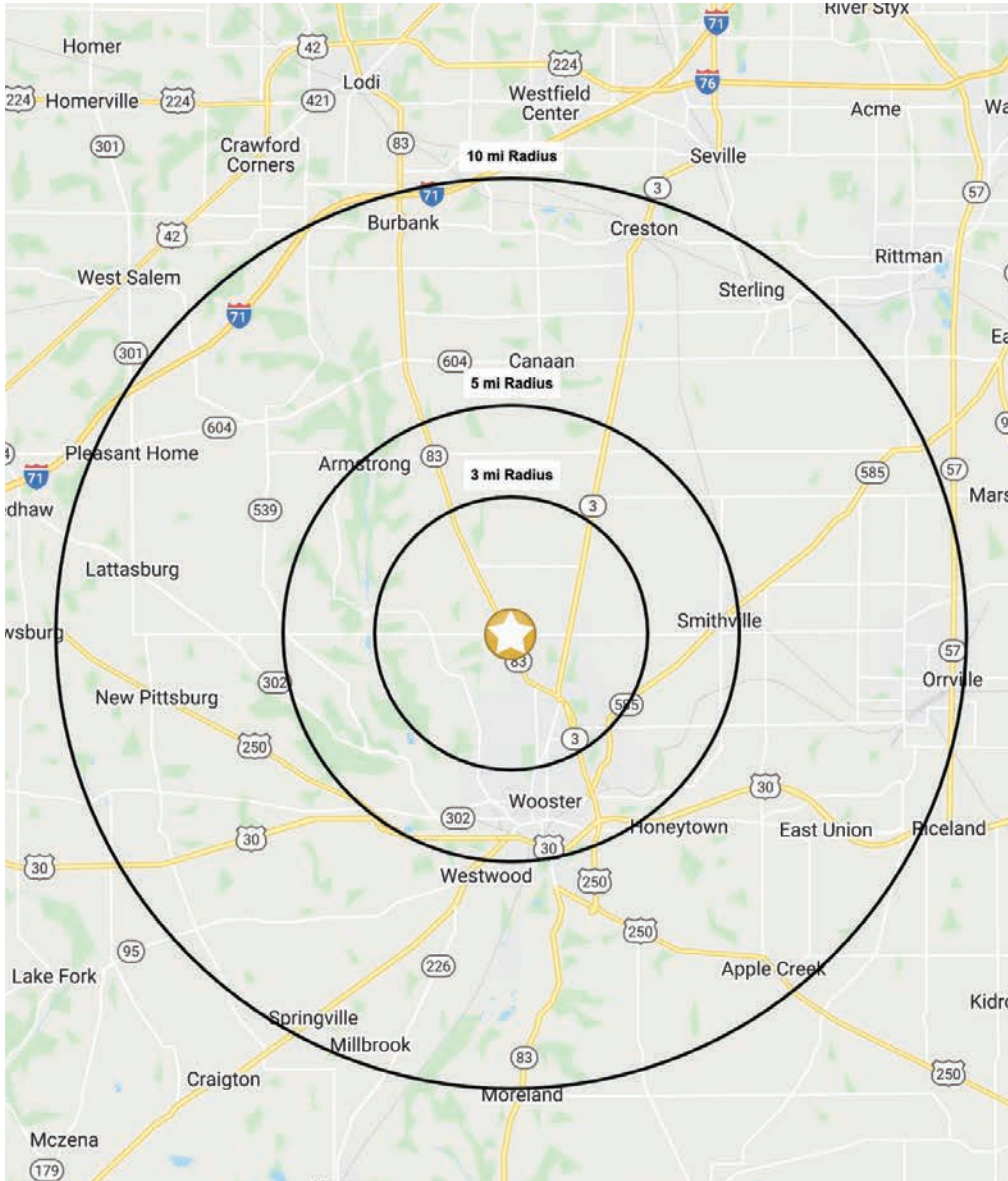 River Styx
71
Homer
42
224
Lodi
76
Westfield
Center
224
Homerville
224
421
Acme
301
Crawford
Corners
83
10 mi Radius
Seville
71
3
57
Burbank
Creston
42
Rittman
West Salem
Sterling
71
301
604
Canaan
5 mi Radius
604
Pleasant Home
Armstrong
83
71
3 mi Radius
585
57
539
3
Lattasburg
Smithville
83
57
302
Orrville
New Pittsburg
585
250
3
30
Wooster
302
Honeytown
East Union
Riceland
30
30
30
Westwood
250
250
95
226
Apple Creek
Lake Fork
Springville
Millbrook
83
Craigton
250
Moreland
Mczena
179